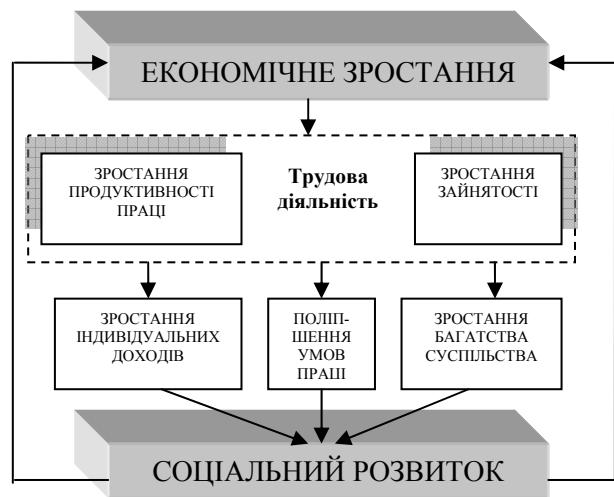 ЕКОНОМІЧНЕ ЗРОСТАННЯ
ЗРОСТАННЯ
ПРОДУКТИВНОСТІ
ПРАЦІ
Трудова
діяльність
ЗРОСТАННЯ
ЗАЙНЯТОСТІ
ЗРОСТАННЯ
ІНДИВІДУАЛЬНИХ
ДОХОДІВ
ПОЛІП-
ШЕННЯ
УМОВ
ПРАШІ
ЗРОСТАННЯ
БАГАТСТВА
СУСПІЛЬСТВА
СОЦІАЛЬНИЙ РОЗВИТОК